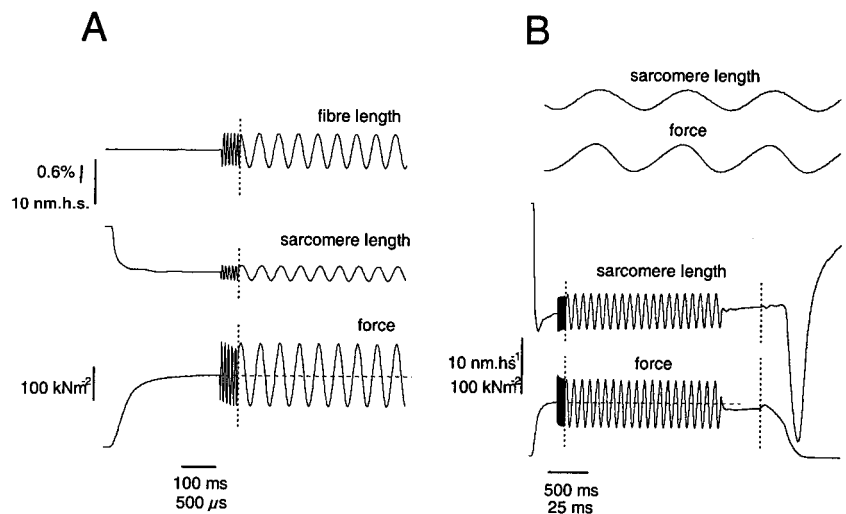 A
fibre length
0.6%
10 nm.h.s.
sarcomere length
force
100 kNm⁻²
100 ms
500 µs
B
sarcomere length
force
sarcomere length
10 nm.hs⁻¹
force
100 kNm⁻²
500 ms
25 ms